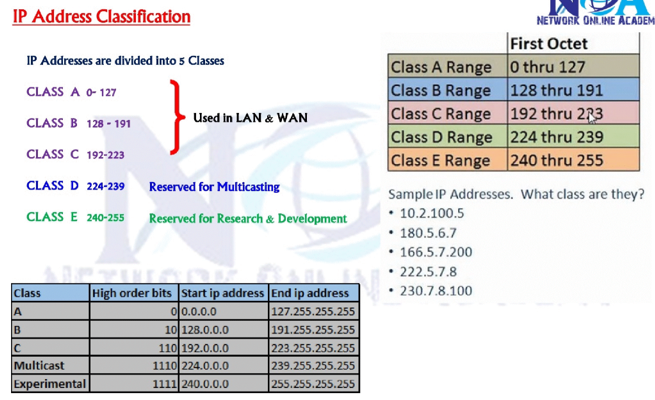 IP Address Classification
NETWORK ONLINE ACADEM
IP Addresses are divided into 5 Classes
CLASS A 0- 127
CLASS B 128 - 191
CLASS C 192-223
Used in LAN & WAN
CLASS D 224-239 Reserved for Multicasting
CLASS E 240-255 Reserved for Research & Development
First Octet
Class A Range 0 thru 127
Class B Range 128 thru 191
Class C Range 192 thru 223
Class D Range 224 thru 239
Class E Range 240 thru 255
Sample IP Addresses. What class are they?
• 10.2.100.5
• 180.5.6.7
• 166.5.7.200
• 222.5.7.8
• 230.7.8.100
Class High order bits Start ip address End ip address
A 0 0.0.0.0 127.255.255.255
B 10 128.0.0.0 191.255.255.255
C 110 192.0.0.0 223.255.255.255
Multicast 1110 224.0.0.0 239.255.255.255
Experimental 1111 240.0.0.0 255.255.255.255